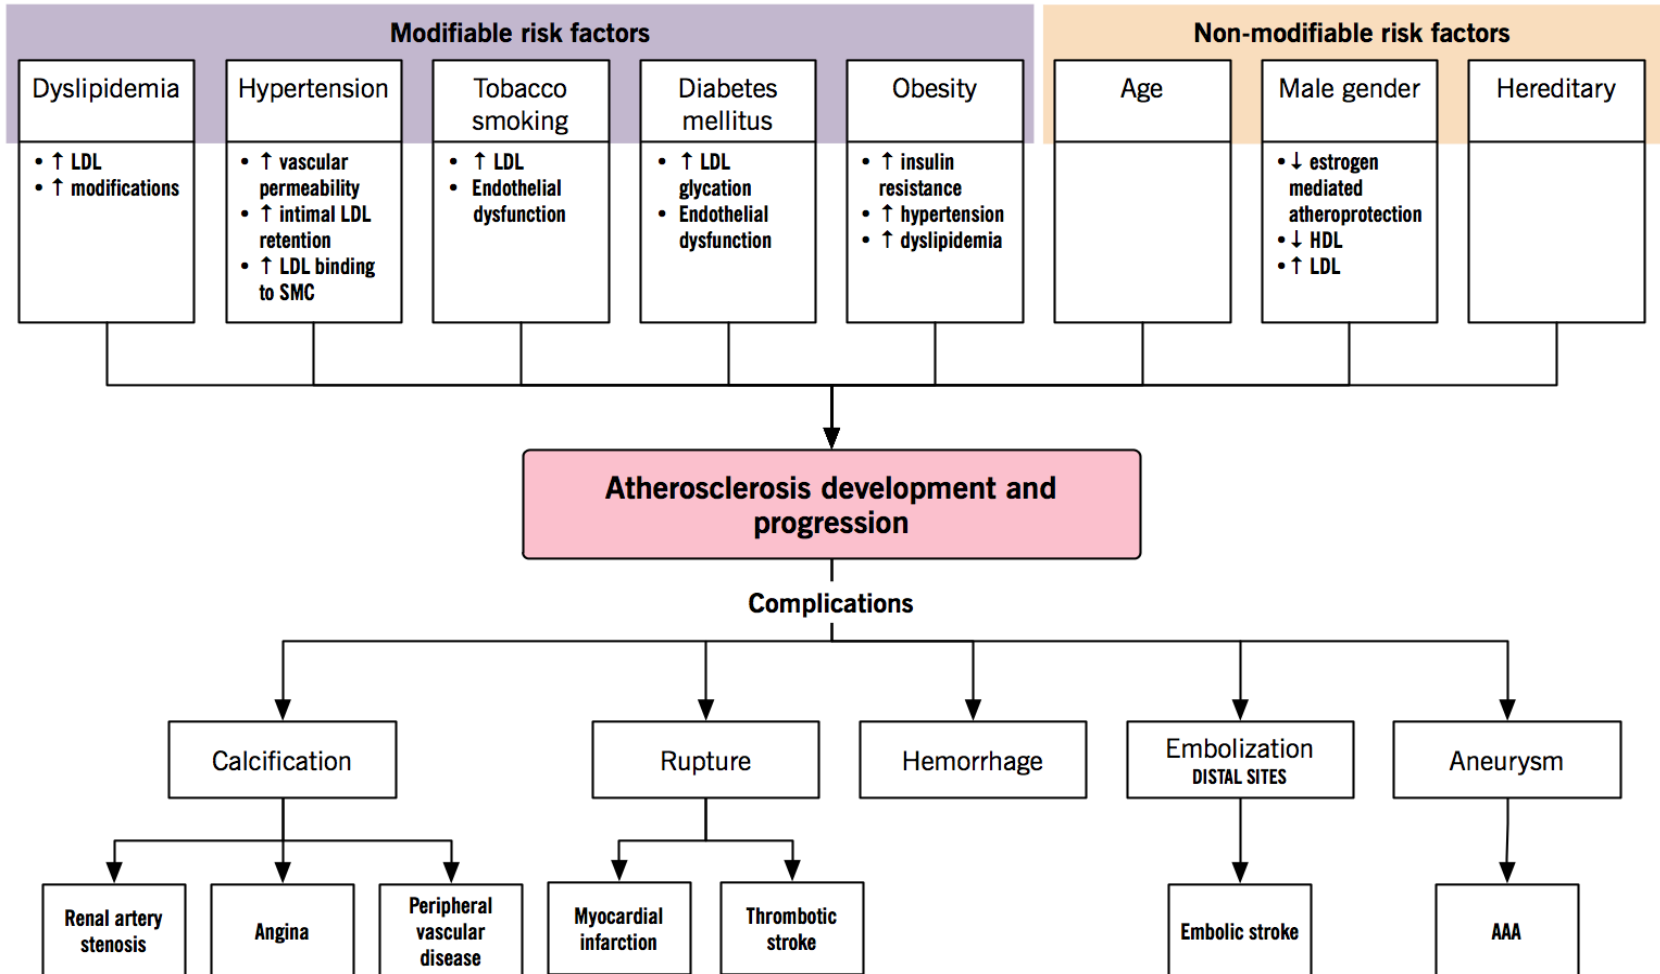 Modifiable risk factors
Non-modifiable risk factors
Dyslipidemia
• ↑ LDL
• ↑ modifications
Hypertension
• ↑ vascular
permeability
• ↑ intimal LDL
retention
• ↑ LDL binding
to SMC
Tobacco
smoking
• ↑ LDL
• Endothelial
dysfunction
Diabetes
mellitus
• ↑ LDL
glycation
• Endothelial
dysfunction
Obesity
• ↑ insulin
resistance
• ↑ hypertension
• ↑ dyslipidemia
Age
Male gender
• ↓ estrogen
mediated
atheroprotection
• ↓ HDL
• ↑ LDL
Hereditary
Atherosclerosis development and
progression
Complications
Calcification
Rupture
Hemorrhage
Embolization
DISTAL SITES
Aneurysm
Renal artery
stenosis
Angina
Peripheral
vascular
disease
Myocardial
infarction
Thrombotic
stroke
Embolic stroke
AAA